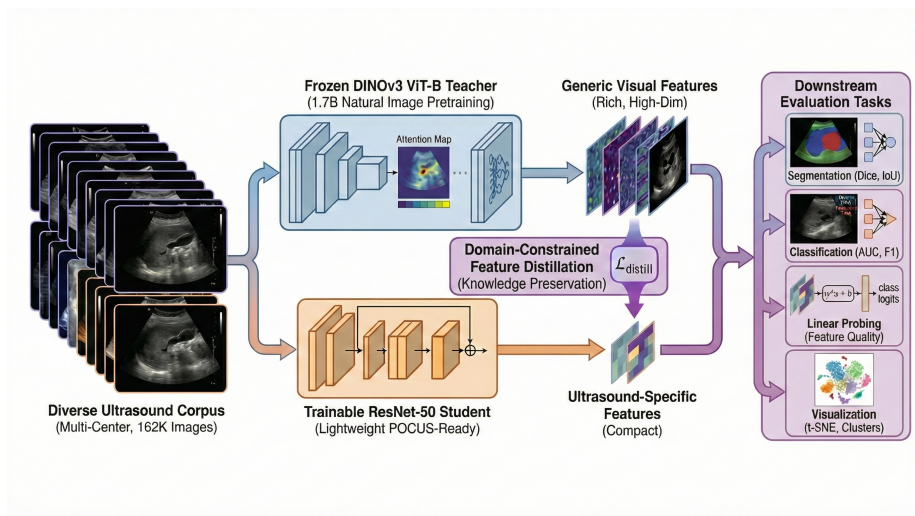 Frozen DINOv3 ViT-B Teacher
(1.7B Natural Image Pretraining)
Attention Map
Generic Visual Features
(Rich, High-Dim)
Domain-Constrained
Feature Distillation
(Knowledge Preservation)
ℒdistill
Diverse Ultrasound Corpus
(Multi-Center, 162K Images)
Trainable ResNet-50 Student
(Lightweight POCUS-Ready)
Ultrasound-Specific
Features
(Compact)
Downstream
Evaluation Tasks
Segmentation (Dice, IoU)
Classification (AUC, F1)
class
logits
Linear Probing
(Feature Quality)
Visualization
(t-SNE, Clusters)